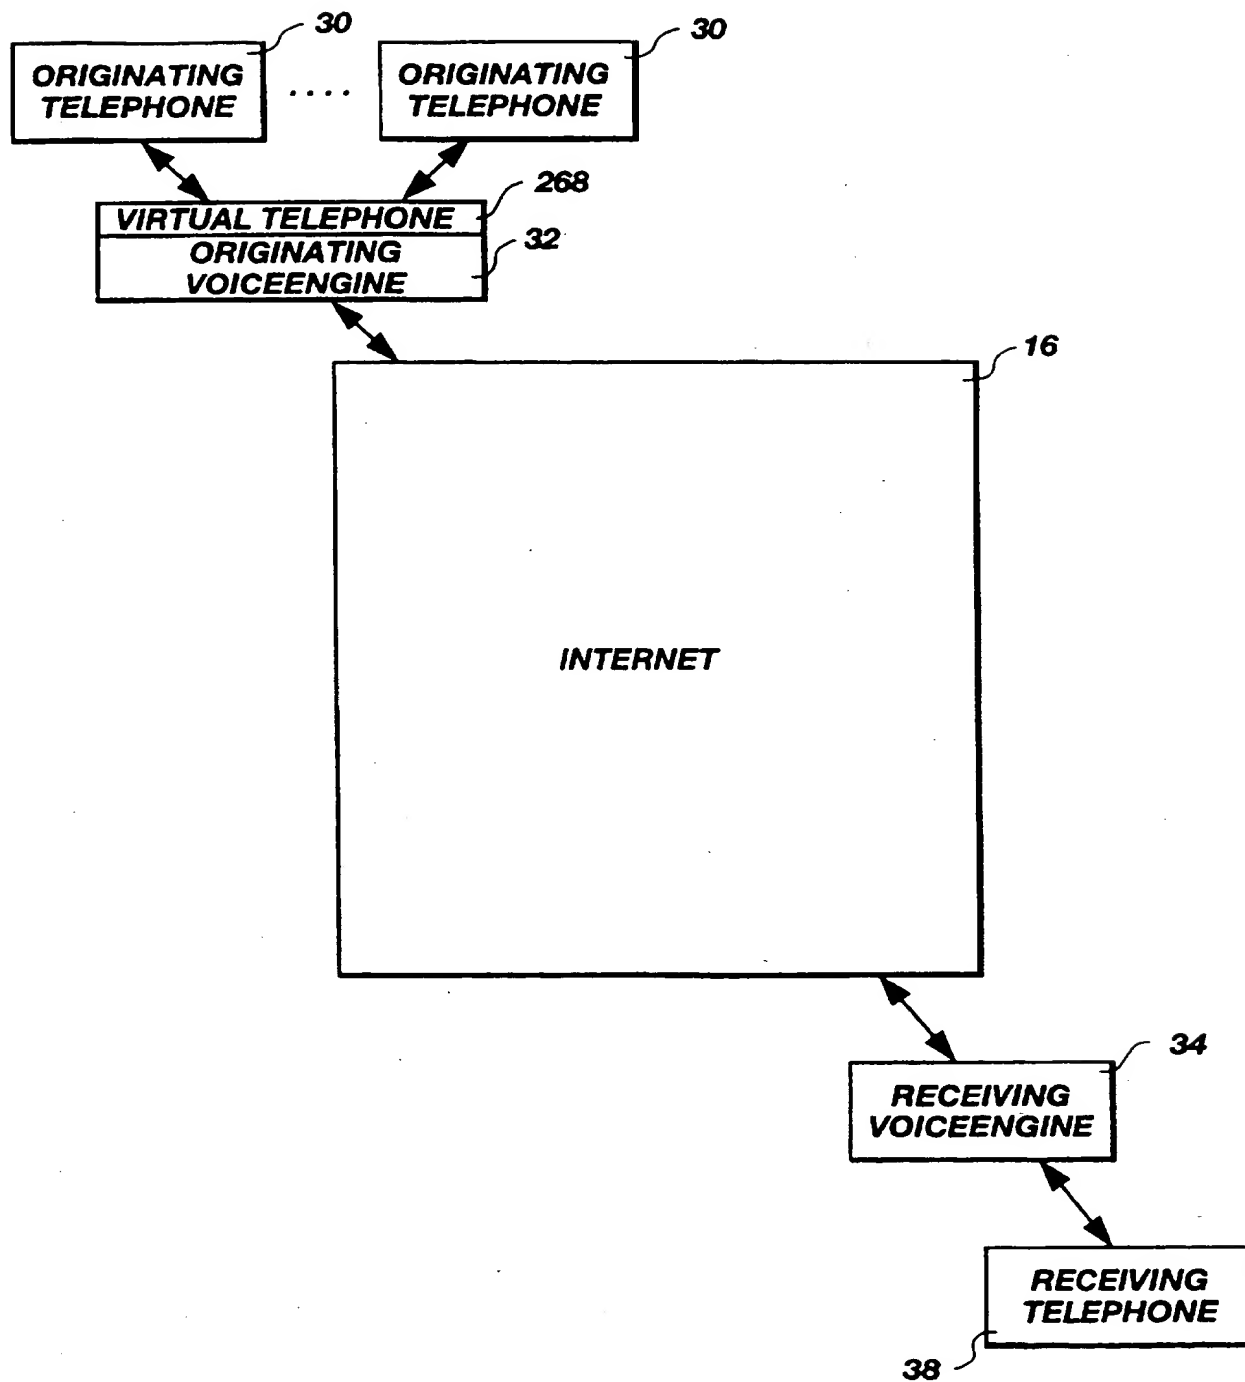 30
30
ORIGINATING
TELEPHONE
. . . .
ORIGINATING
TELEPHONE
268
VIRTUAL TELEPHONE
32
ORIGINATING
VOICEENGINE
16
INTERNET
34
RECEIVING
VOICEENGINE
RECEIVING
TELEPHONE
38